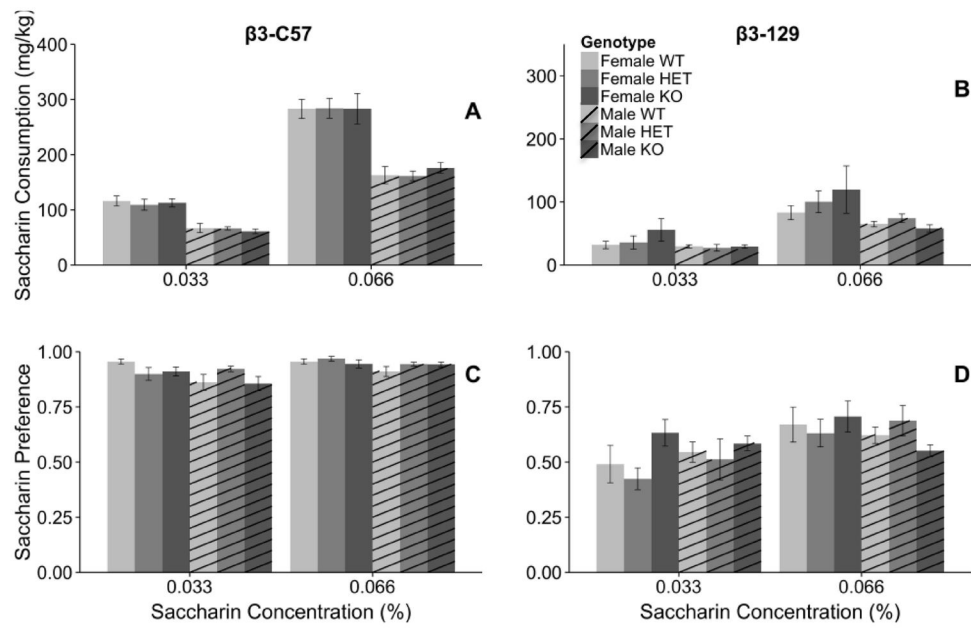 β3-C57
β3-129
Saccharin Consumption (mg/kg)
400
300
200
100
0
A
0.033
0.066
300
200
100
0
Genotype
Female WT
Female HET
Female KO
Male WT
Male HET
Male KO
B
0.033
0.066
Saccharin Preference
1.00
0.75
0.50
0.25
0.00
C
0.033
0.066
Saccharin Concentration (%)
1.00
0.75
0.50
0.25
0.00
D
0.033
0.066
Saccharin Concentration (%)